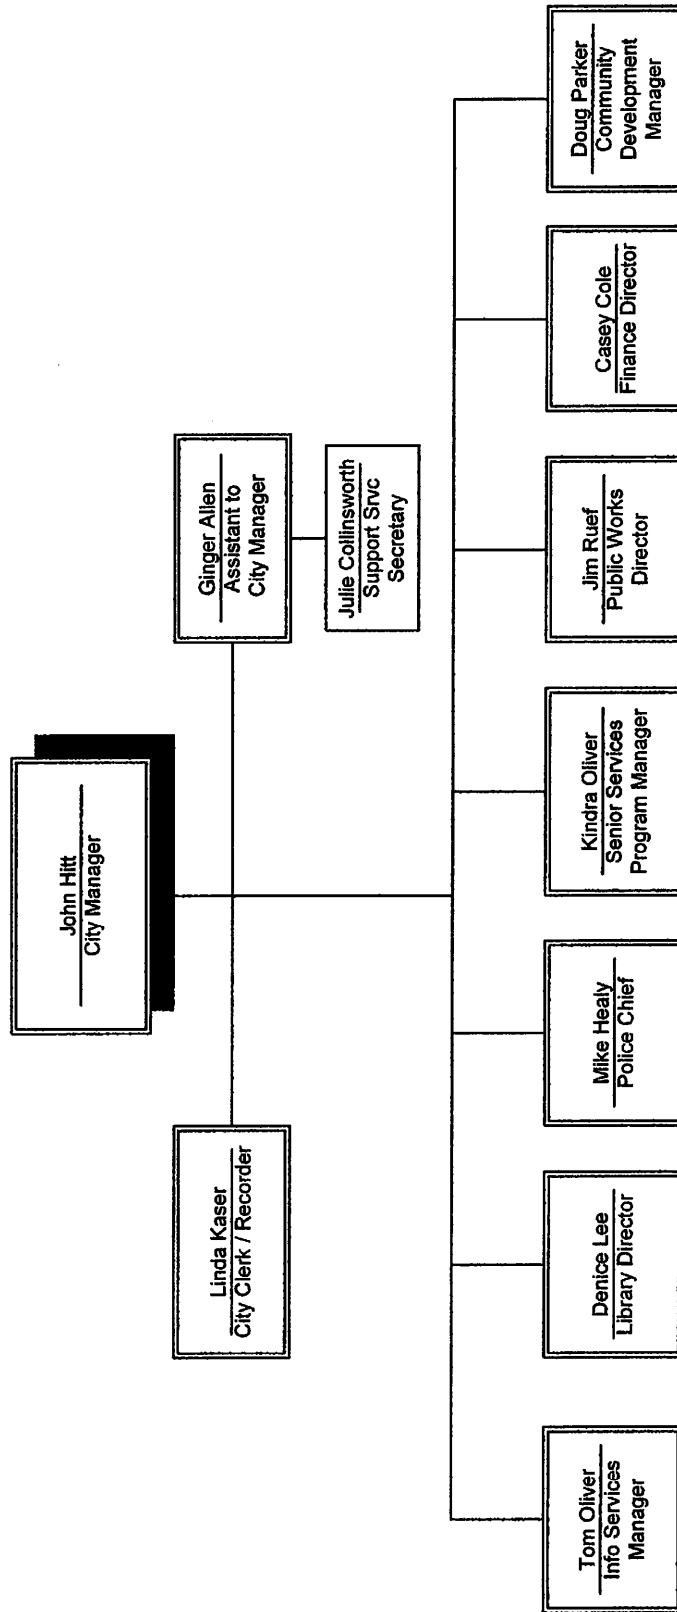 John Hitt
City Manager
Linda Kaser
City Clerk / Recorder
Ginger Allen
Assistant to
City Manager
Julie Collinsworth
Support Srvc
Secretary
Tom Oliver
Info Services
Manager
Denice Lee
Library Director
Mike Healy
Police Chief
Kindra Oliver
Senior Services
Program Manager
Jim Ruef
Public Works
Director
Casey Cole
Finance Director
Doug Parker
Community
Development
Manager